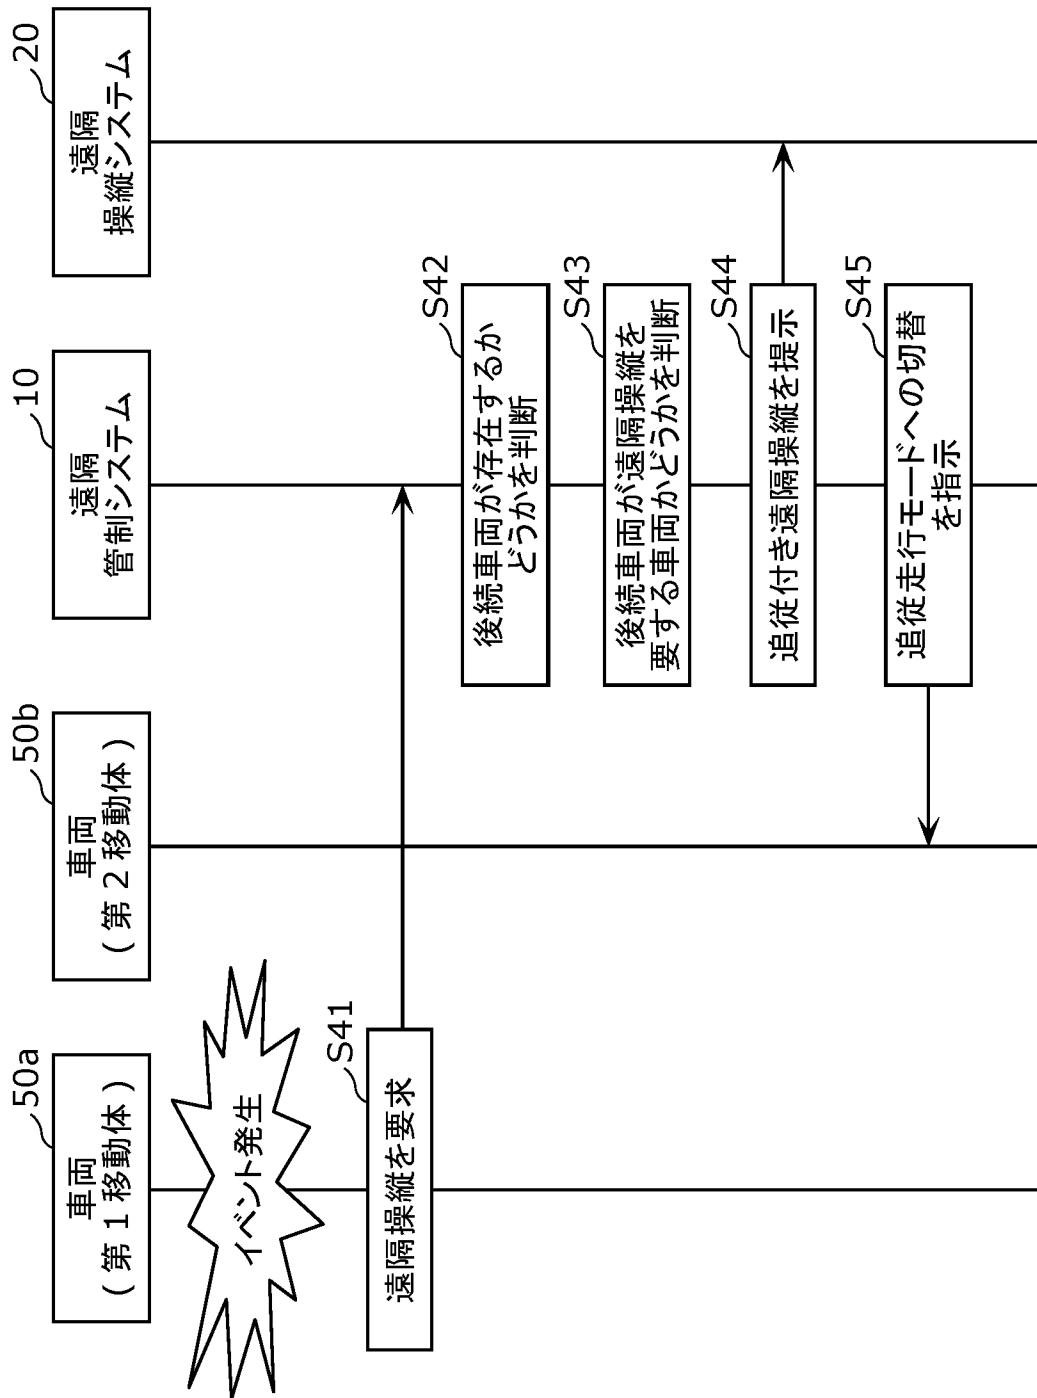 50a
車両
(第1移動体)
50b
車両
(第2移動体)
10
遠隔
管制システム
20
遠隔
操縦システム
イベント発生
S41
遠隔操縦を要求
S42
後続車両が存在するか
どうかを判断
S43
後続車両が遠隔操縦を
要する車両かどうかを判断
S44
追従付き遠隔操縦を提示
S45
追従走行モードへの切替
を指示